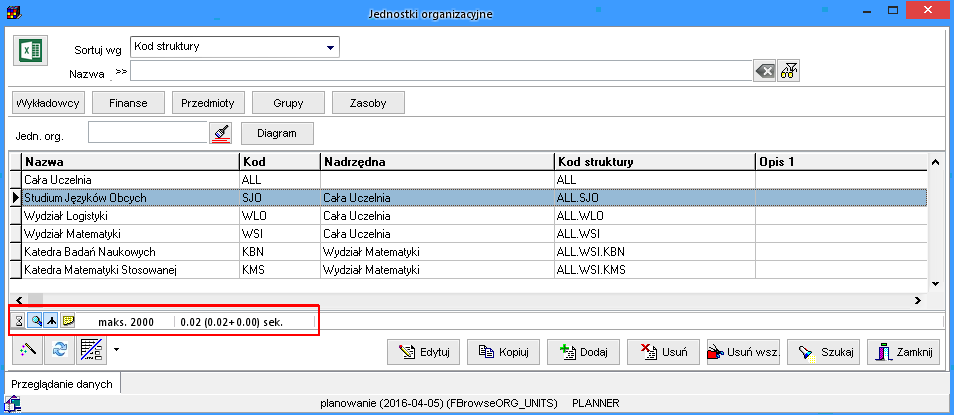 Jednostki organizacyjne
Sortuj wg Kod struktury
Nazwa >>
Wykładowcy Finanse Przedmioty Grupy Zasoby
Jedn. org. Diagram
Nazwa Kod Nadrzędna Kod struktury Opis 1
Cała Uczelnia ALL ALL
Studium Języków Obcych SJO Cała Uczelnia ALL.SJO
Wydział Logistyki WLO Cała Uczelnia ALL.WLO
Wydział Matematyki WSI Cała Uczelnia ALL.WSI
Katedra Badań Naukowych KBN Wydział Matematyki ALL.WSI.KBN
Katedra Matematyki Stosowanej KMS Wydział Matematyki ALL.WSI.KMS
maks. 2000 0.02 (0.02+0.00) sek.
Edytuj Kopiuj Dodaj Usuń Usuń wsz. Szukaj Zamknij
Przeglądanie danych
planowanie (2016-04-05) (FBrowseORG_UNITS) PLANNER